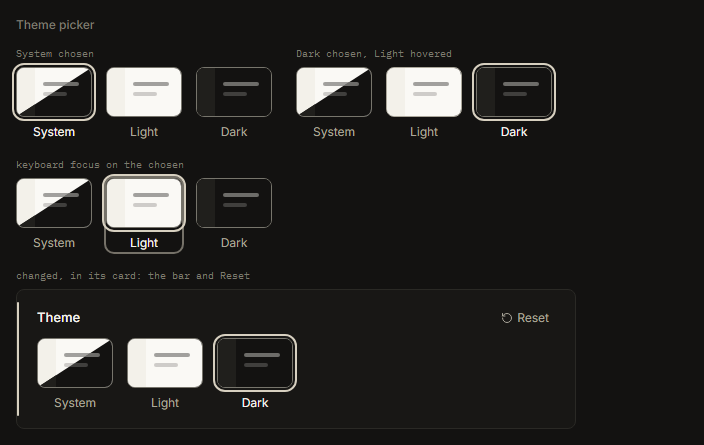 Theme picker
System chosen
System Light Dark
Dark chosen, Light hovered
System Light Dark
keyboard focus on the chosen
System Light Dark
changed, in its card: the bar and Reset
Theme
Reset
System Light Dark